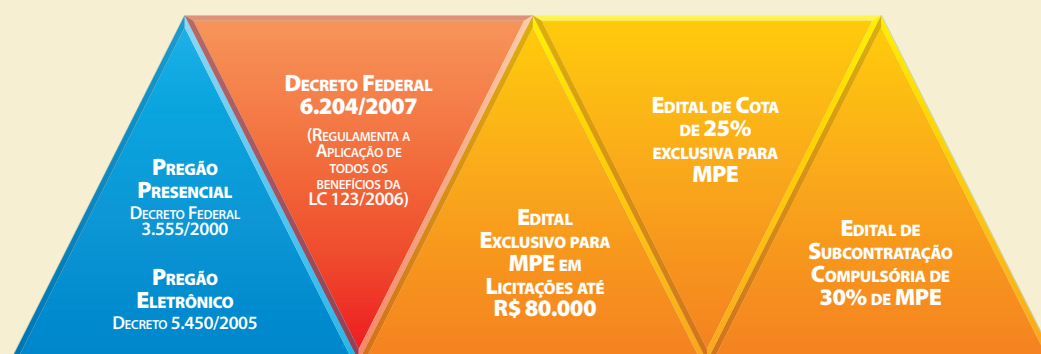 Pregão
Presencial
Decreto Federal
3.555/2000
Pregão
Eletrônico
Decreto 5.450/2005
Decreto Federal
6.204/2007
(Regulamenta a
Aplicação de
todos os
benefícios da
LC 123/2006)
Edital
Exclusivo para
MPE em
Licitações até
R$ 80.000
Edital de Cota
de 25%
exclusiva para
MPE
Edital de
Subcontratação
Compulsória de
30% de MPE